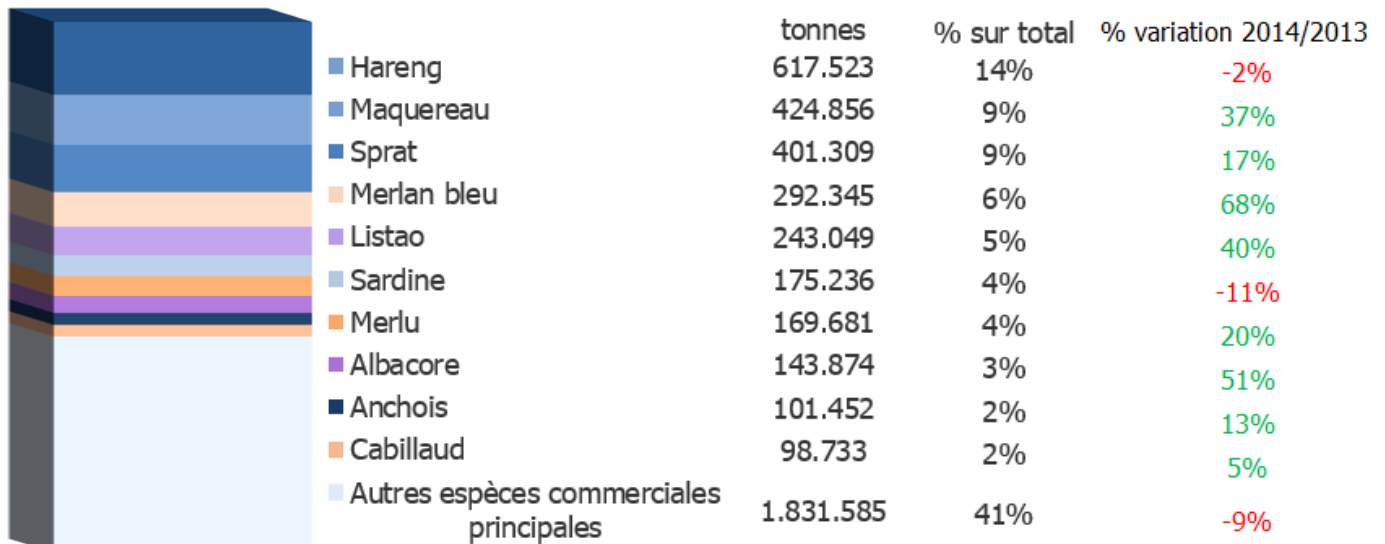 tonnes % sur total % variation 2014/2013
Hareng 617.523 14% -2%
Maquereau 424.856 9% 37%
Sprat 401.309 9% 17%
Merlan bleu 292.345 6% 68%
Listao 243.049 5% 40%
Sardine 175.236 4% -11%
Merlu 169.681 4% 20%
Albacore 143.874 3% 51%
Anchois 101.452 2% 13%
Cabillaud 98.733 2% 5%
Autres espèces commerciales
principales 1.831.585 41% -9%